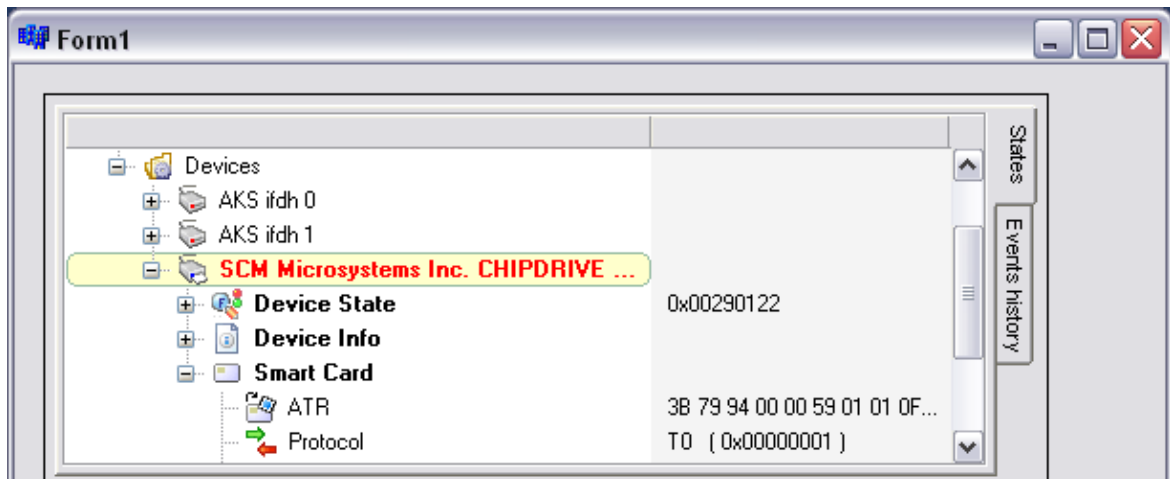 Form1
Devices
AKS ifdh 0
AKS ifdh 1
SCM Microsystems Inc. CHIPDRIVE ...
Device State 0x00290122
Device Info
Smart Card
ATR 3B 79 94 00 00 59 01 01 0F...
Protocol T0 ( 0x00000001 )
States
Events history